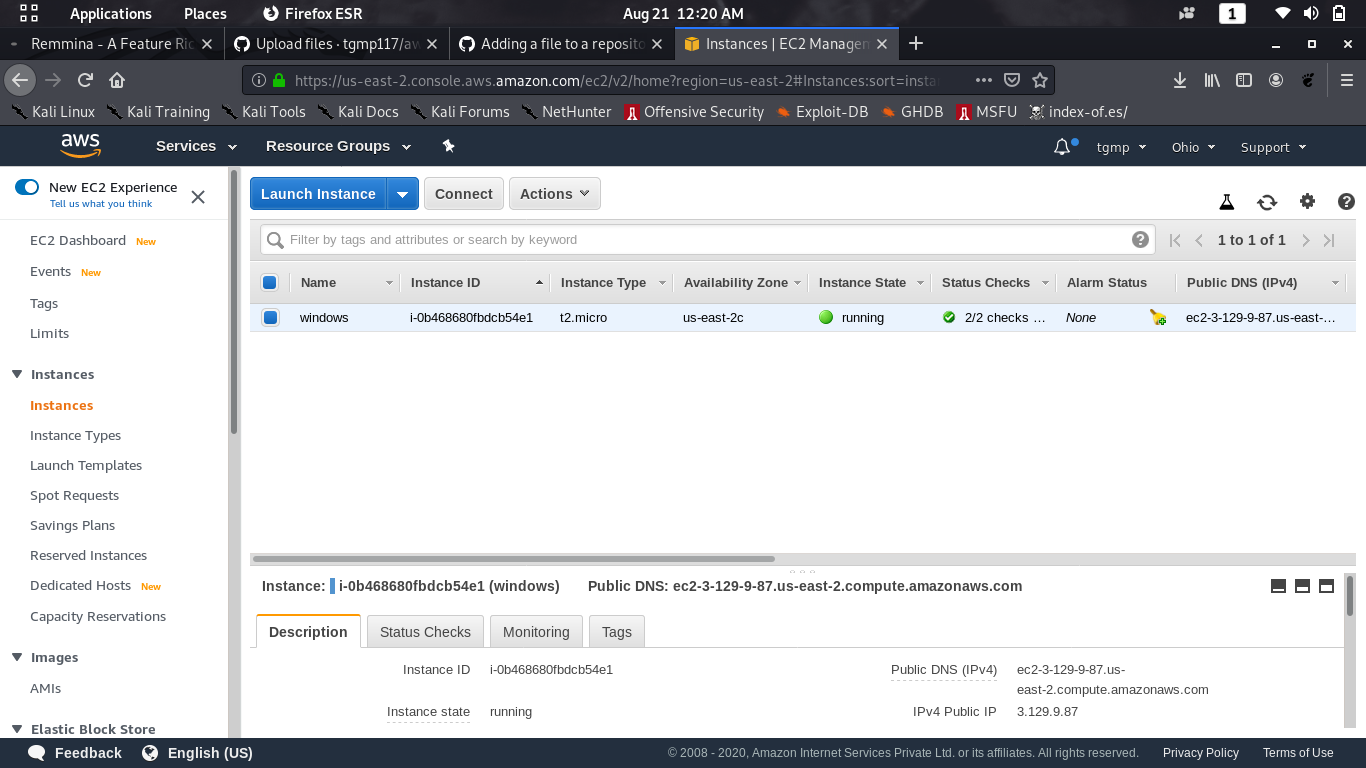 Applications Places Firefox ESR Aug 21 12:20 AM 1
Remmina - A Feature Ric Upload files · tgmp117/aw Adding a file to a reposito Instances | EC2 Managem
https://us-east-2.console.aws.amazon.com/ec2/v2/home?region=us-east-2#Instances:sort=insta
Kali Linux Kali Training Kali Tools Kali Docs Kali Forums NetHunter Offensive Security Exploit-DB GHDB MSFU index-of.es/
aws Services Resource Groups tgmp Ohio Support
New EC2 Experience
Tell us what you think
EC2 Dashboard New
Events New
Tags
Limits
Instances
Instances
Instance Types
Launch Templates
Spot Requests
Savings Plans
Reserved Instances
Dedicated Hosts New
Capacity Reservations
Images
AMIs
Elastic Block Store
Launch Instance Connect Actions
Filter by tags and attributes or search by keyword 1 to 1 of 1
Name Instance ID Instance Type Availability Zone Instance State Status Checks Alarm Status Public DNS (IPv4)
windows i-0b468680fbdcb54e1 t2.micro us-east-2c running 2/2 checks … None ec2-3-129-9-87.us-east-…
Instance: i-0b468680fbdcb54e1 (windows) Public DNS: ec2-3-129-9-87.us-east-2.compute.amazonaws.com
Description Status Checks Monitoring Tags
Instance ID i-0b468680fbdcb54e1 Public DNS (IPv4) ec2-3-129-9-87.us-
east-2.compute.amazonaws.com
Instance state running IPv4 Public IP 3.129.9.87
Feedback English (US) © 2008 - 2020, Amazon Internet Services Private Ltd. or its affiliates. All rights reserved. Privacy Policy Terms of Use